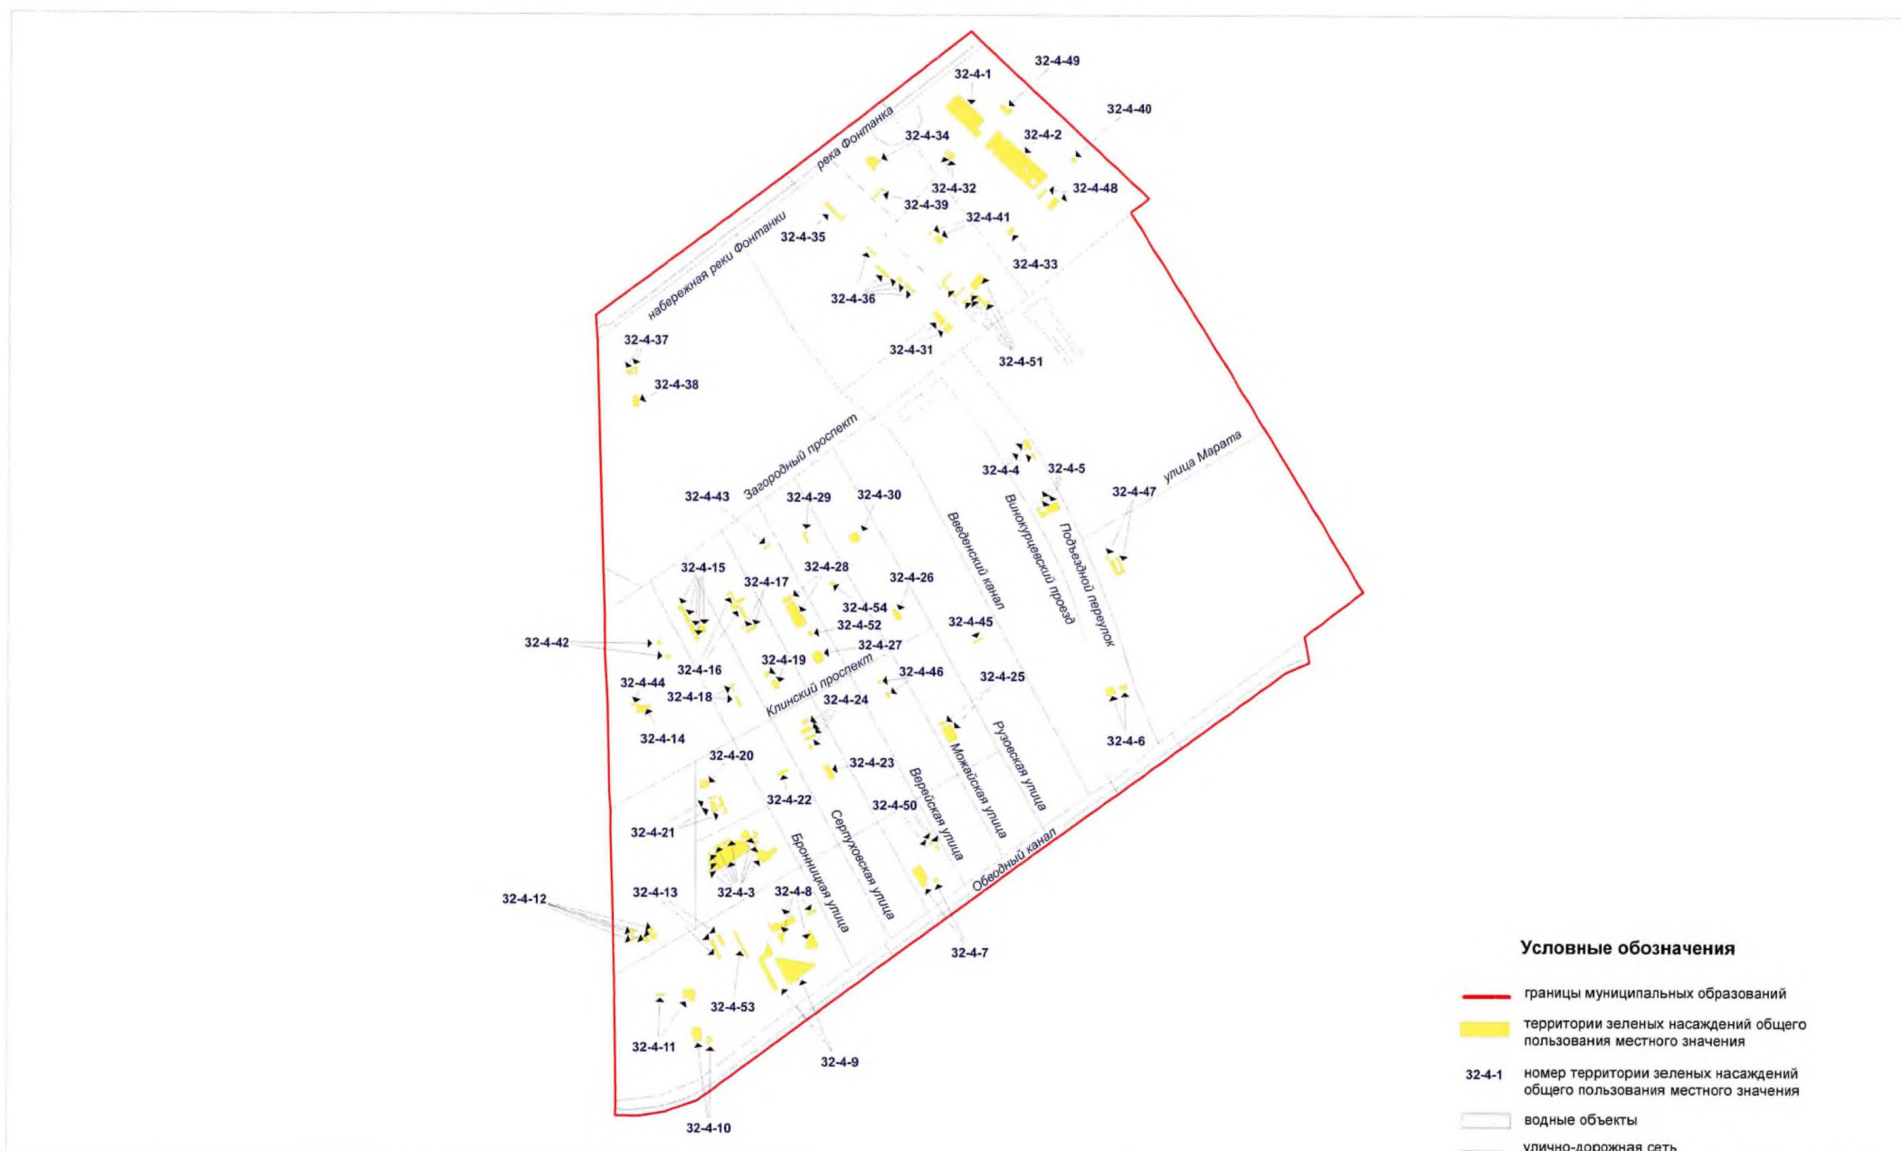 32-4-49
32-4-1
32-4-40
река Фонтанка
32-4-34
32-4-2
32-4-32
32-4-48
32-4-39
32-4-41
32-4-35
набережная реки Фонтанки
32-4-33
32-4-36
32-4-37
32-4-31
32-4-51
32-4-38
Загородный проспект
улица Марата
32-4-4
32-4-5
32-4-47
32-4-43
32-4-29
32-4-30
Введенский канал
Винокурцевский проезд
Подъездной переулок
32-4-15
32-4-17
32-4-28
32-4-26
32-4-54
32-4-52
32-4-45
32-4-42
32-4-27
32-4-16
32-4-19
32-4-46
32-4-25
32-4-44
32-4-18
Клинский проспект
32-4-24
32-4-14
32-4-6
32-4-20
32-4-23
32-4-22
32-4-50
Верейская улица
Можайская улица
Рузовская улица
32-4-21
Бронницкая улица
Серпуховская улица
Обводный канал
32-4-12
32-4-13
32-4-3
32-4-8
32-4-7
32-4-53
32-4-11
32-4-9
32-4-10
Условные обозначения
границы муниципальных образований
территории зеленых насаждений общего
пользования местного значения
32-4-1
номер территории зеленых насаждений
общего пользования местного значения
водные объекты
улично-дорожная сеть